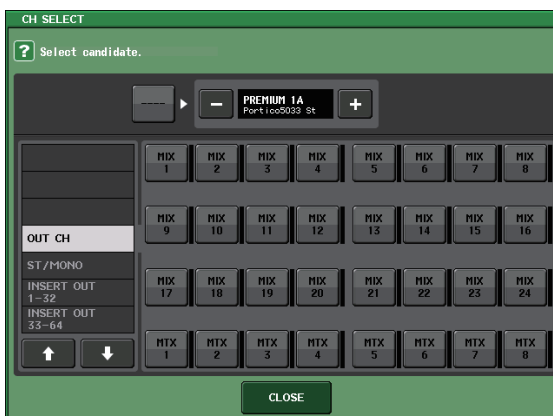 CH SELECT
? Select candidate.
----
− PREMIUM 1A +
Portico5033 St
MIX 1 MIX 2 MIX 3 MIX 4 MIX 5 MIX 6 MIX 7 MIX 8
MIX 9 MIX 10 MIX 11 MIX 12 MIX 13 MIX 14 MIX 15 MIX 16
OUT CH
ST/MONO
INSERT OUT
1-32
INSERT OUT
33-64
MIX 17 MIX 18 MIX 19 MIX 20 MIX 21 MIX 22 MIX 23 MIX 24
MTX 1 MTX 2 MTX 3 MTX 4 MTX 5 MTX 6 MTX 7 MTX 8
CLOSE